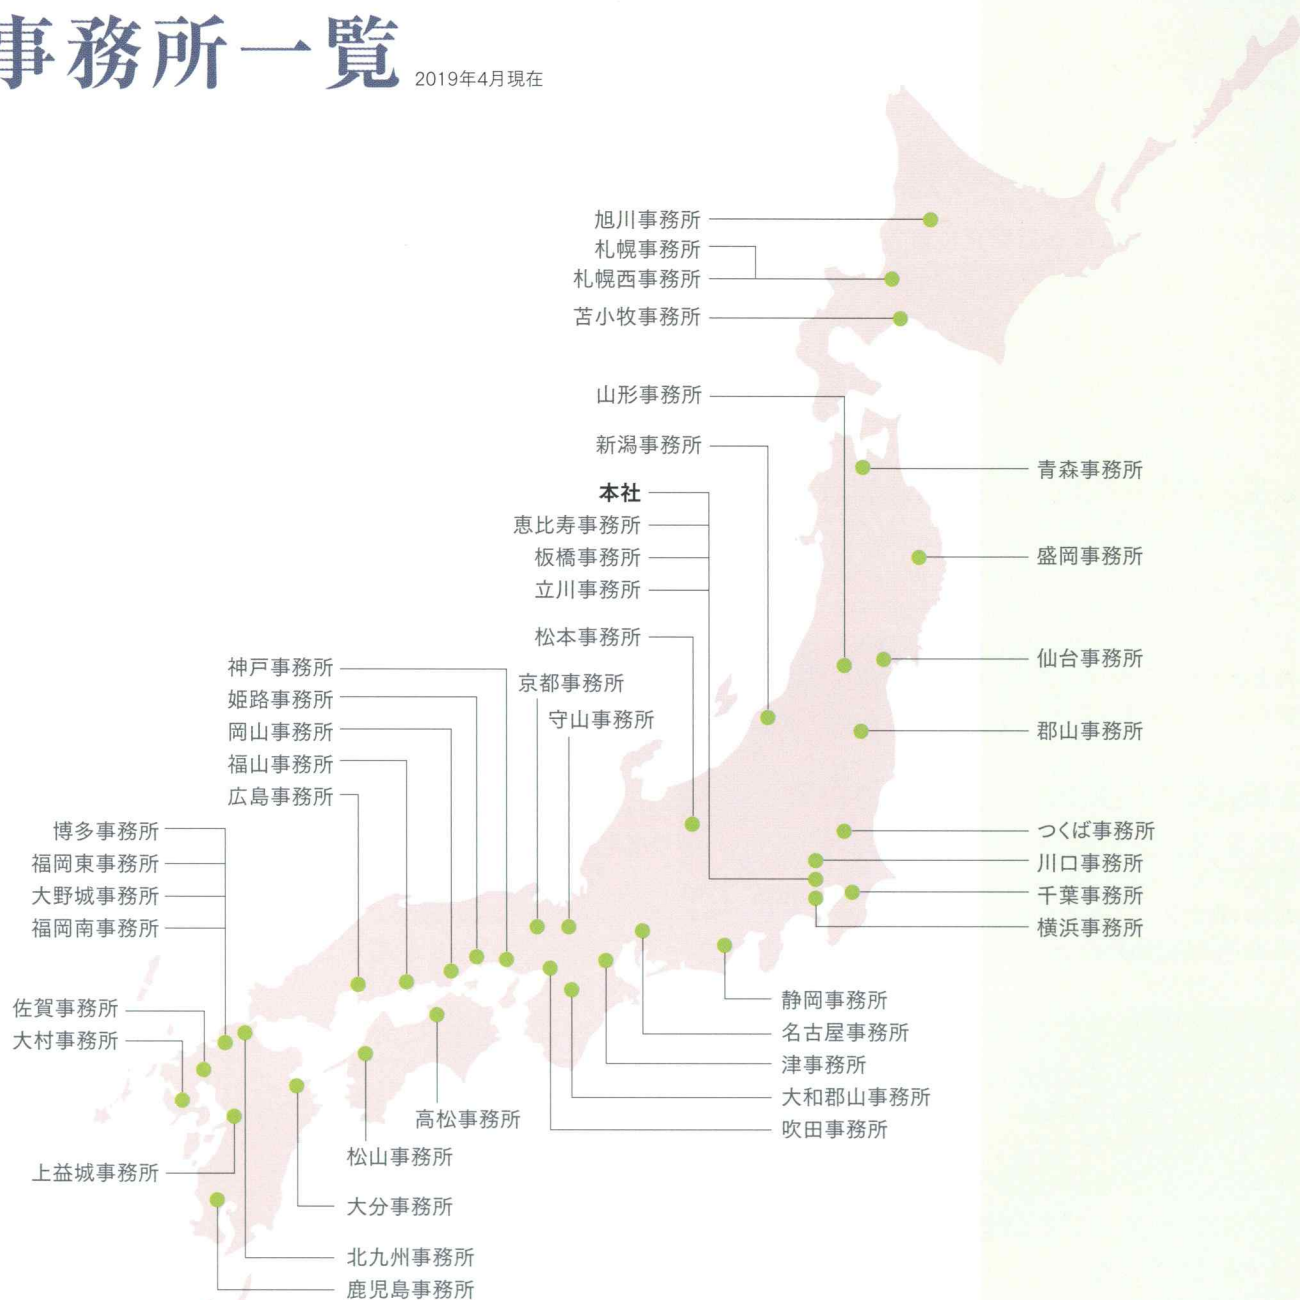 事務所一覧 2019年4月現在
旭川事務所
札幌事務所
札幌西事務所
苫小牧事務所
山形事務所
新潟事務所
本社
恵比寿事務所
板橋事務所
立川事務所
松本事務所
青森事務所
盛岡事務所
仙台事務所
郡山事務所
つくば事務所
川口事務所
千葉事務所
横浜事務所
神戸事務所
姫路事務所
岡山事務所
福山事務所
広島事務所
京都事務所
守山事務所
博多事務所
福岡東事務所
大野城事務所
福岡南事務所
佐賀事務所
大村事務所
上益城事務所
静岡事務所
名古屋事務所
津事務所
大和郡山事務所
吹田事務所
高松事務所
松山事務所
大分事務所
北九州事務所
鹿児島事務所